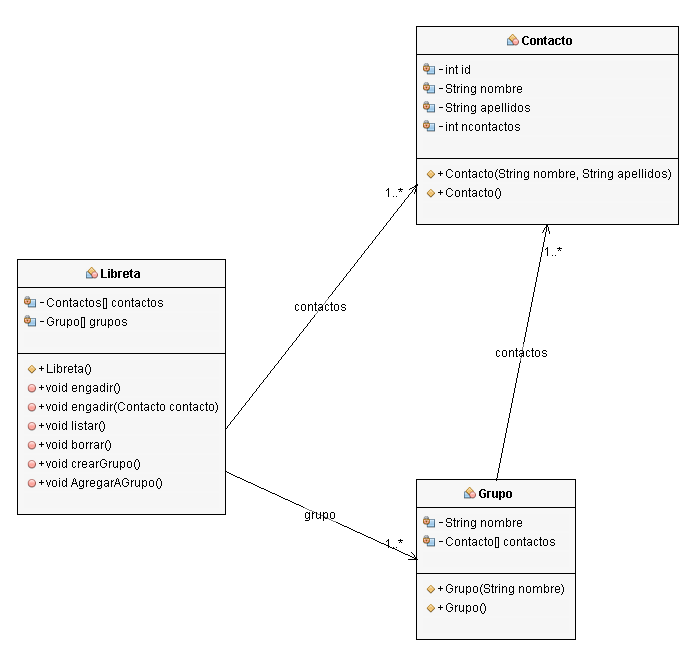 Contacto
- int id
- String nombre
- String apellidos
- int ncontactos
+ Contacto(String nombre, String apellidos)
+ Contacto()
1..*
1..*
contactos
contactos
Libreta
- Contactos[] contactos
- Grupo[] grupos
+ Libreta()
+void engadir()
+void engadir(Contacto contacto)
+void listar()
+void borrar()
+void crearGrupo()
+void AgregarAGrupo()
grupo
1..*
Grupo
- String nombre
- Contacto[] contactos
+ Grupo(String nombre)
+ Grupo()